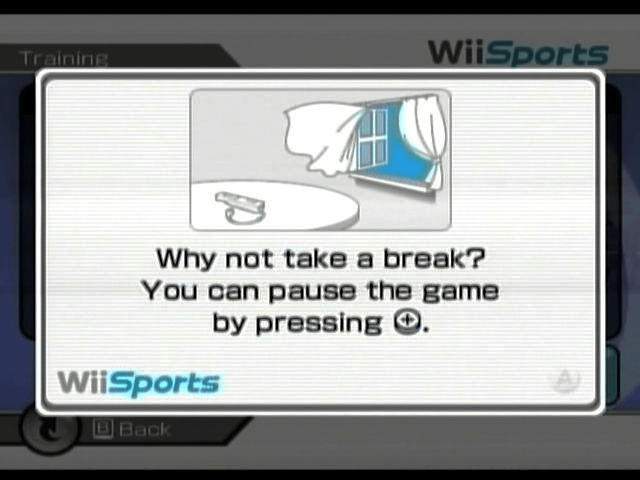 Training
WiiSports
Why not take a break?
You can pause the game
by pressing ⊕.
WiiSports
A
B Back